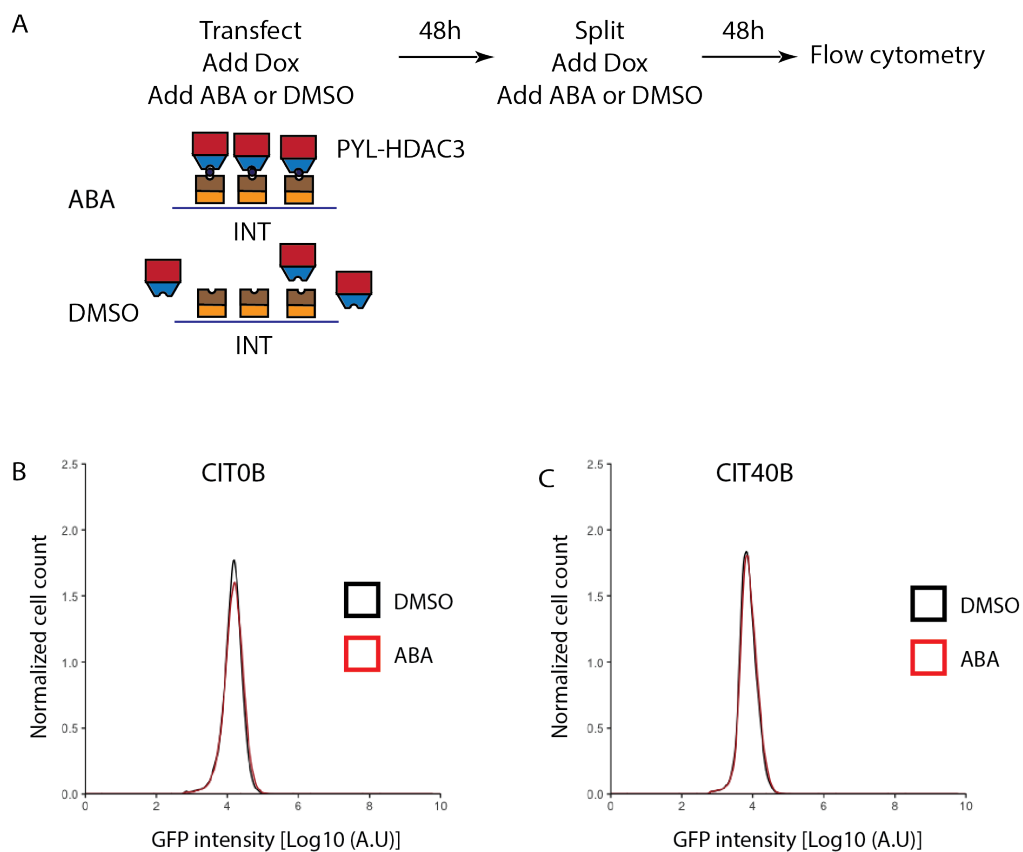 A
Transfect
Add Dox
Add ABA or DMSO
48h
Split
Add Dox
Add ABA or DMSO
48h
Flow cytometry
PYL-HDAC3
ABA
INT
DMSO
INT
B
CIT0B
2.5
2.0
1.5
1.0
0.5
0.0
0 2 4 6 8 10
Normalized cell count
GFP intensity [Log10 (A.U)]
DMSO
ABA
C
CIT40B
2.5
2.0
1.5
1.0
0.5
0.0
0 2 4 6 8 10
Normalized cell count
GFP intensity [Log10 (A.U)]
DMSO
ABA